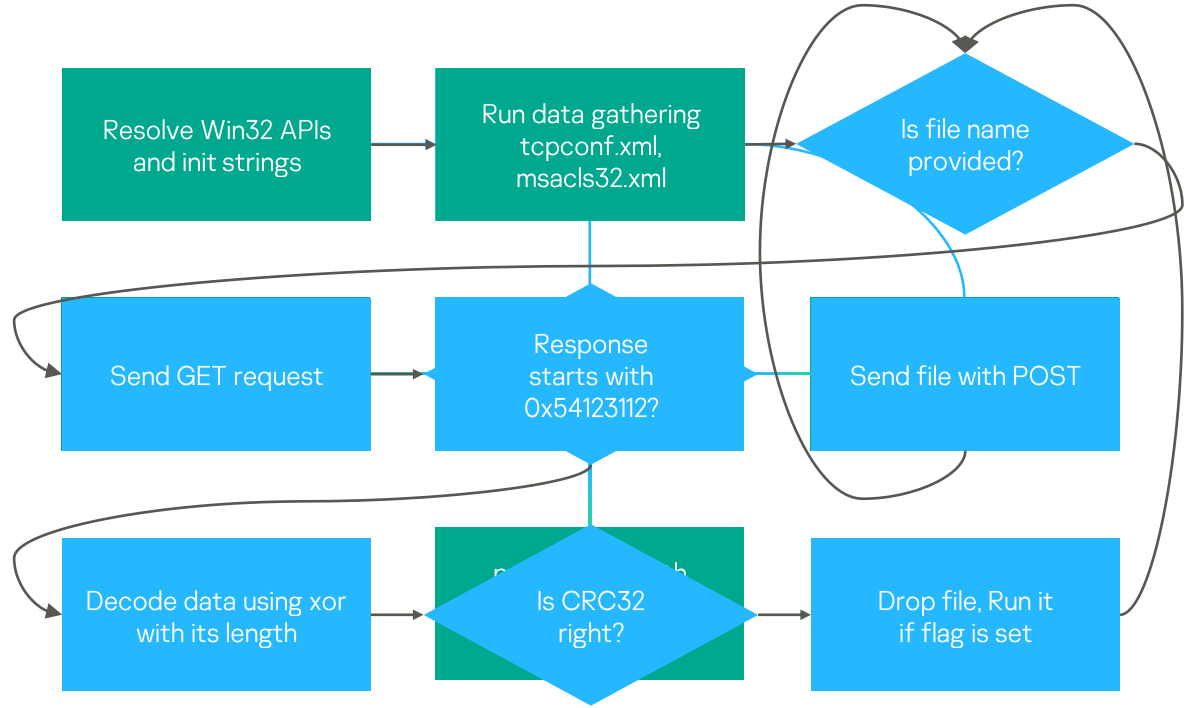 Resolve Win32 APIs
and init strings
Run data gathering
tcpconf.xml,
msacls32.xml
Is file name
provided?
Send GET request
Response
starts with
0x54123112?
Send file with POST
Decode data using xor
with its length
Is CRC32
right?
Drop file, Run it
if flag is set